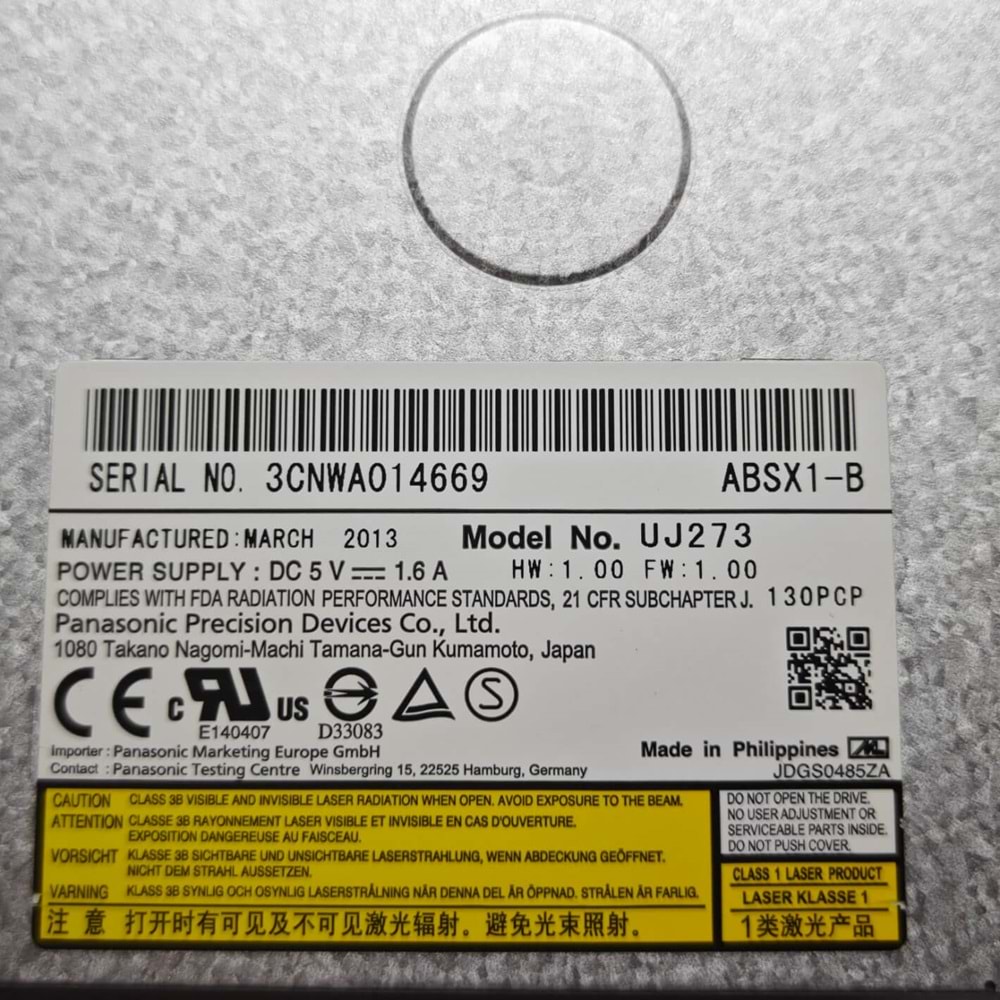 SERIAL NO. 3CNWA014669 ABSX1-B
MANUFACTURED:MARCH 2013 Model No. UJ273
POWER SUPPLY : DC 5 V ⎓ 1.6 A HW:1.00 FW:1.00
COMPLIES WITH FDA RADIATION PERFORMANCE STANDARDS, 21 CFR SUBCHAPTER J. 130PCP
Panasonic Precision Devices Co., Ltd.
1080 Takano Nagomi-Machi Tamana-Gun Kumamoto, Japan
CE c RU US S
E140407 D33083
Importer : Panasonic Marketing Europe GmbH
Contact : Panasonic Testing Centre Winsbergring 15, 22525 Hamburg, Germany
Made in Philippines
JDGS0485ZA
CAUTION CLASS 3B VISIBLE AND INVISIBLE LASER RADIATION WHEN OPEN. AVOID EXPOSURE TO THE BEAM.
ATTENTION CLASSE 3B RAYONNEMENT LASER VISIBLE ET INVISIBLE EN CAS D'OUVERTURE.
EXPOSITION DANGEREUSE AU FAISCEAU.
VORSICHT KLASSE 3B SICHTBARE UND UNSICHTBARE LASERSTRAHLUNG, WENN ABDECKUNG GEÖFFNET.
NICHT DEM STRAHL AUSSETZEN.
VARNING KLASS 3B SYNLIG OCH OSYNLIG LASERSTRÅLNING NÄR DENNA DEL ÄR ÖPPNAD. STRÅLEN ÄR FARLIG.
注 意 打开时有可见及不可见激光辐射。避免光束照射。
DO NOT OPEN THE DRIVE.
NO USER ADJUSTMENT OR
SERVICEABLE PARTS INSIDE.
DO NOT PUSH COVER.
CLASS 1 LASER PRODUCT
LASER KLASSE 1
1类激光产品